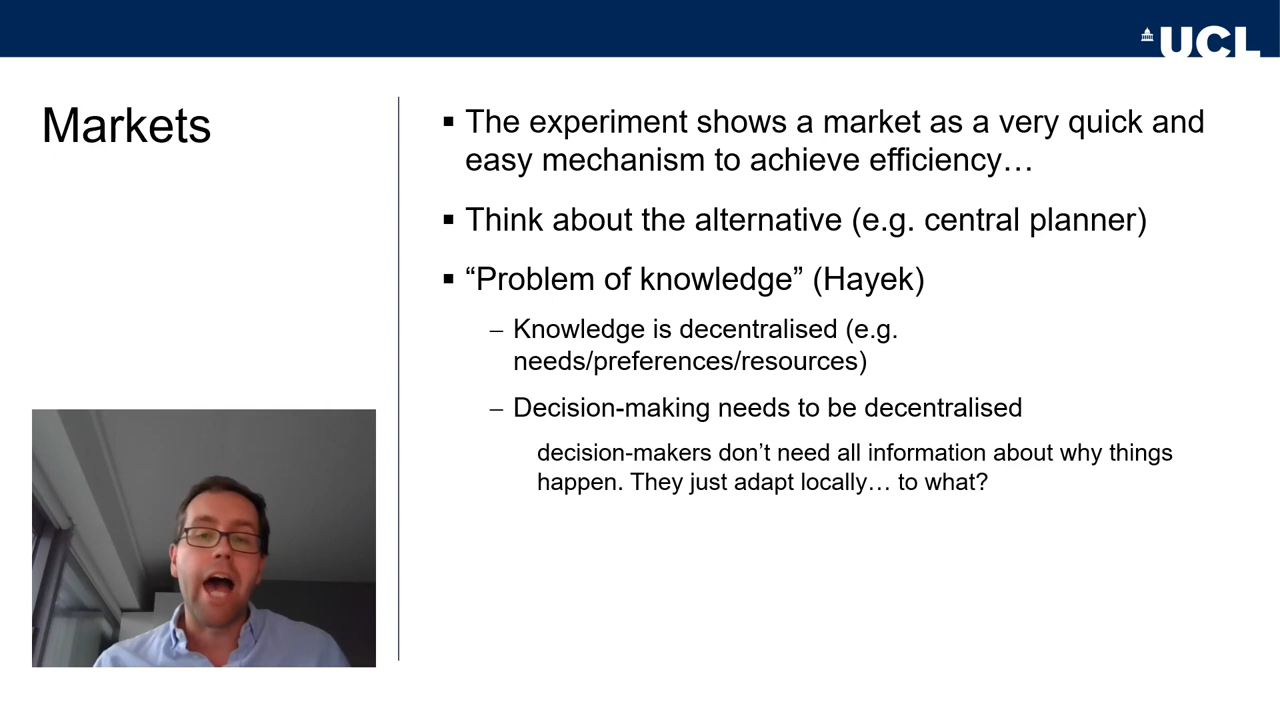 UCL
Markets
▪ The experiment shows a market as a very quick and
easy mechanism to achieve efficiency…
▪ Think about the alternative (e.g. central planner)
▪ “Problem of knowledge” (Hayek)
– Knowledge is decentralised (e.g.
needs/preferences/resources)
– Decision-making needs to be decentralised
decision-makers don’t need all information about why things
happen. They just adapt locally… to what?